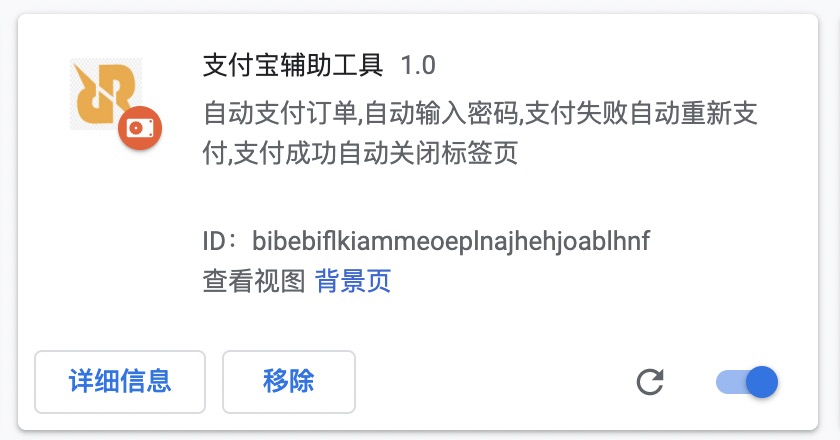 支付宝辅助工具 1.0
自动支付订单,自动输入密码,支付失败自动重新支
付,支付成功自动关闭标签页
ID：bibebiflkiammeoeplnajhehjoablhnf
查看视图 背景页
详细信息 移除